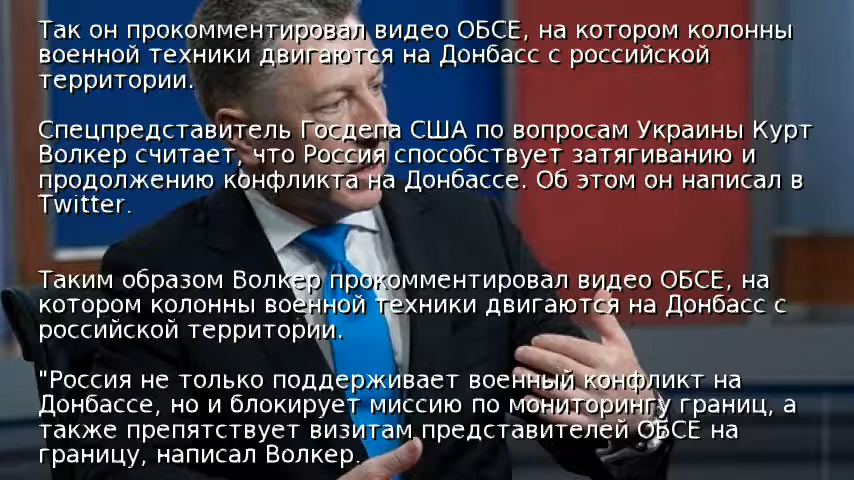 Так он прокомментировал видео ОБСЕ, на котором колонны
военной техники двигаются на Донбасс с российской
территории.
Спецпредставитель Госдепа США по вопросам Украины Курт
Волкер считает, что Россия способствует затягиванию и
продолжению конфликта на Донбассе. Об этом он написал в
Twitter.
Таким образом Волкер прокомментировал видео ОБСЕ, на
котором колонны военной техники двигаются на Донбасс с
российской территории.
"Россия не только поддерживает военный конфликт на
Донбассе, но и блокирует миссию по мониторингу границ, а
также препятствует визитам представителей ОБСЕ на
границу, написал Волкер.